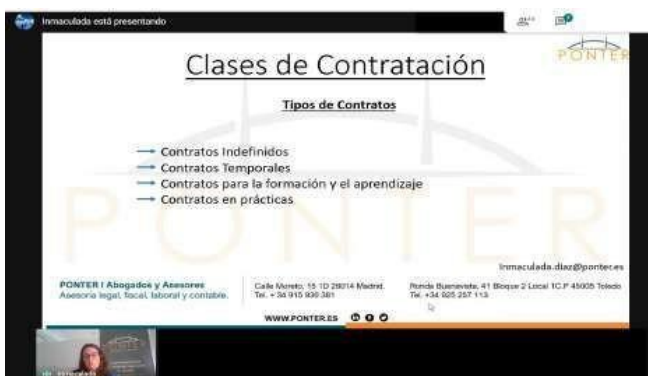 Inmaculada está presentando
Clases de Contratación
PONTER
Tipos de Contratos
Contratos Indefinidos
Contratos Temporales
Contratos para la formación y el aprendizaje
Contratos en prácticas
PONTER
Inmaculada.diaz@ponter.es
PONTER | Abogados y Asesores
Asesoría legal, fiscal, laboral y contable.
Calle Moreto, 15 1D 28014 Madrid.
Tel. + 34 915 930 381
Ronda Buenavista, 41 Bloque 2 Local 1C.P 45005 Toledo
Tel. +34 925 257 113
WWW.PONTER.ES